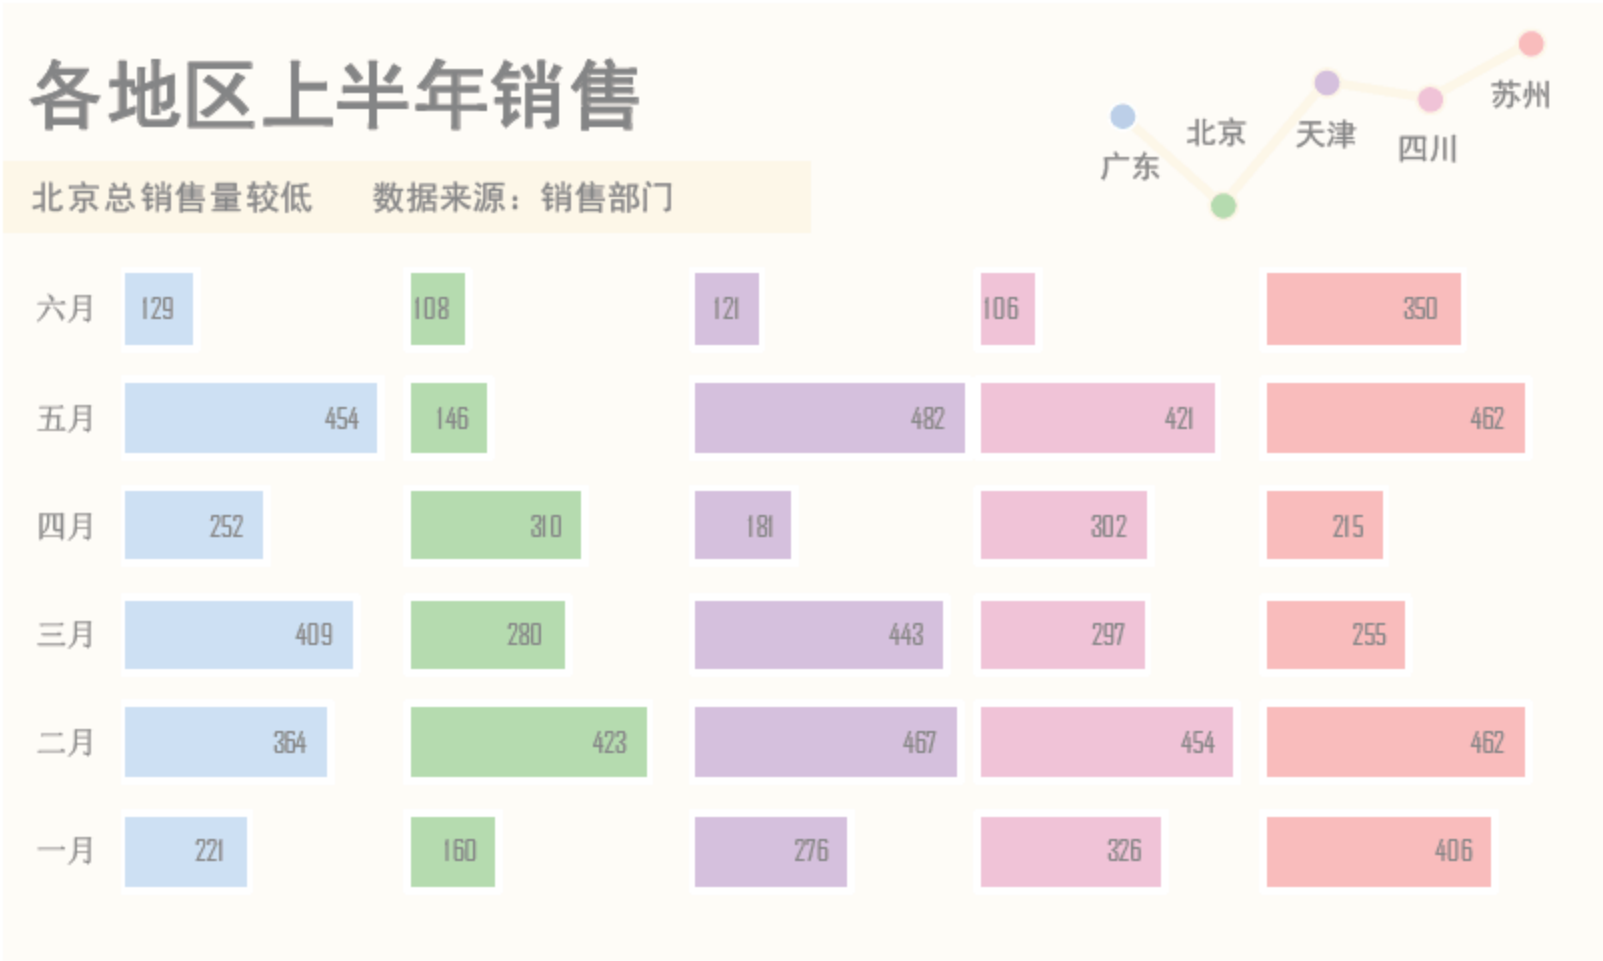 各地区上半年销售
北京总销售量较低 数据来源：销售部门
广东 北京 天津 四川 苏州
六月 129 108 121 106 350
五月 454 146 482 421 462
四月 252 310 181 302 215
三月 409 280 443 297 255
二月 364 423 467 454 462
一月 221 160 276 326 406